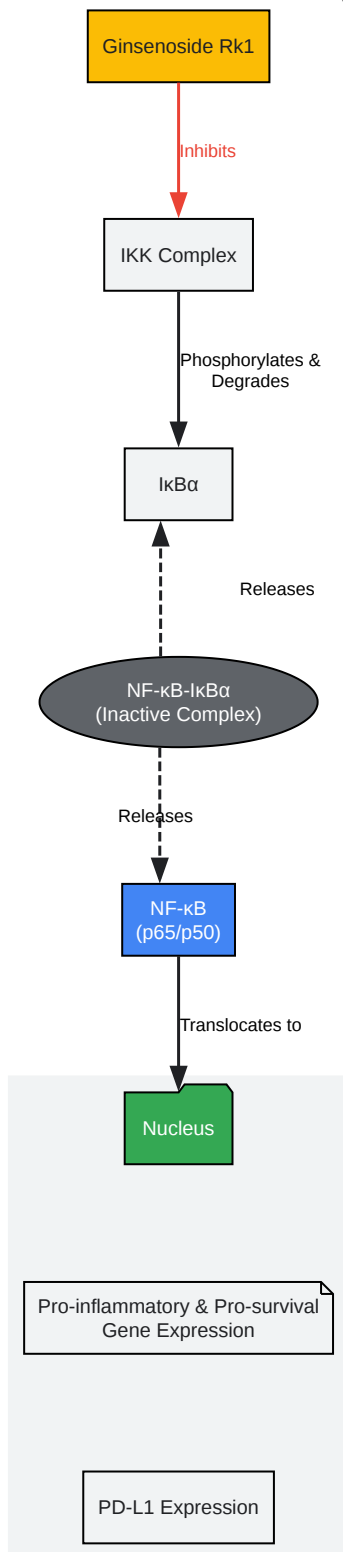 Ginsenoside Rk1
Inhibits
IKK Complex
Phosphorylates &
Degrades
IκBα
Releases
NF-κB-IκBα
(Inactive Complex)
Releases
NF-κB
(p65/p50)
Translocates to
Nucleus
Pro-inflammatory & Pro-survival
Gene Expression
PD-L1 Expression